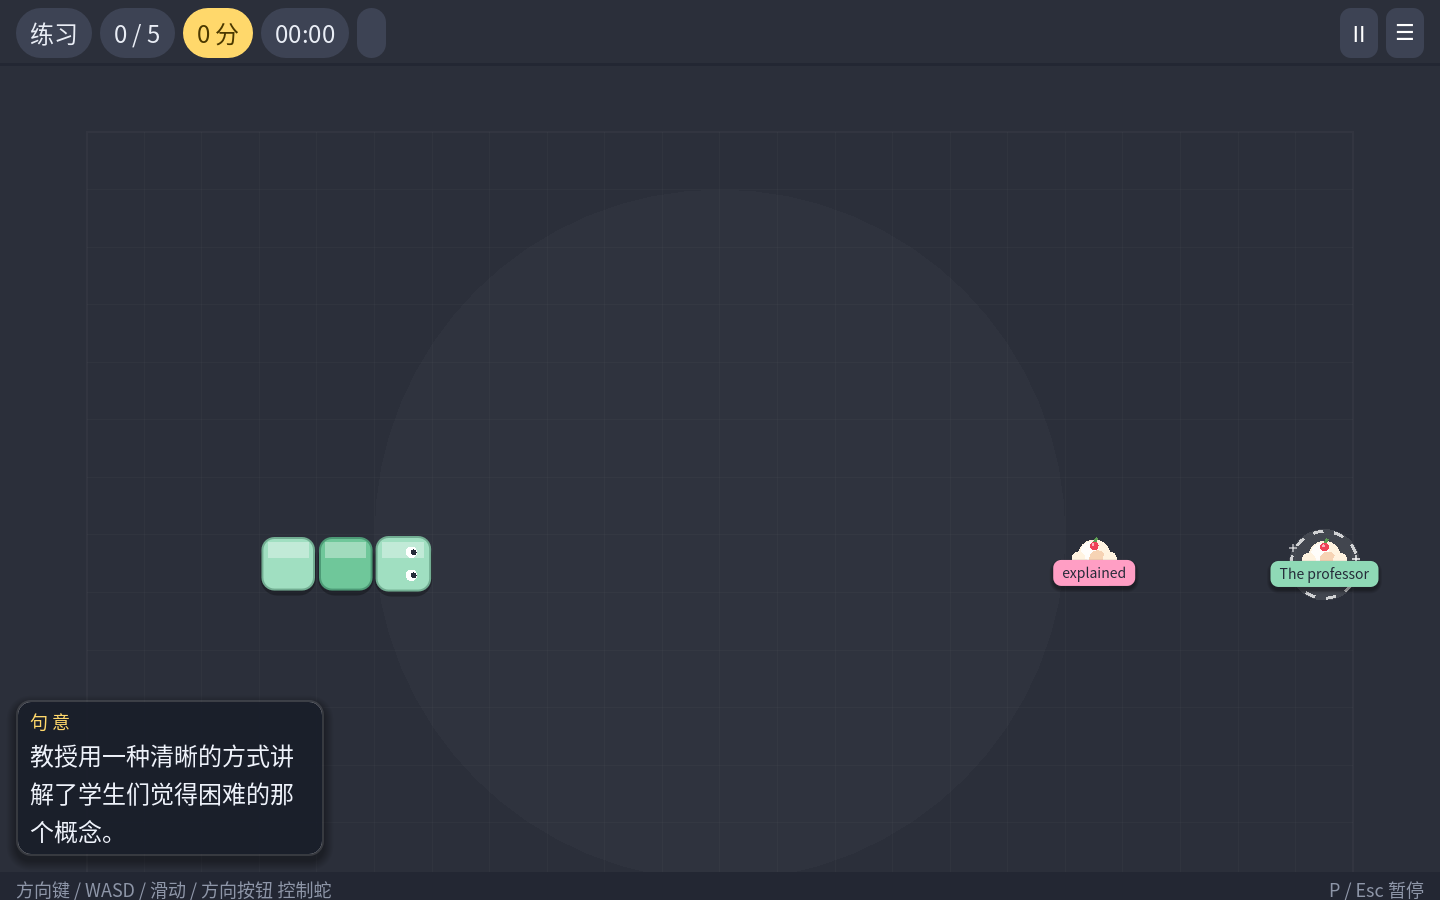 练习
0 / 5
0 分
00:00
explained
The professor
句 意
教授用一种清晰的方式讲
解了学生们觉得困难的那
个概念。
方向键 / WASD / 滑动 / 方向按钮 控制蛇
P / Esc 暂停